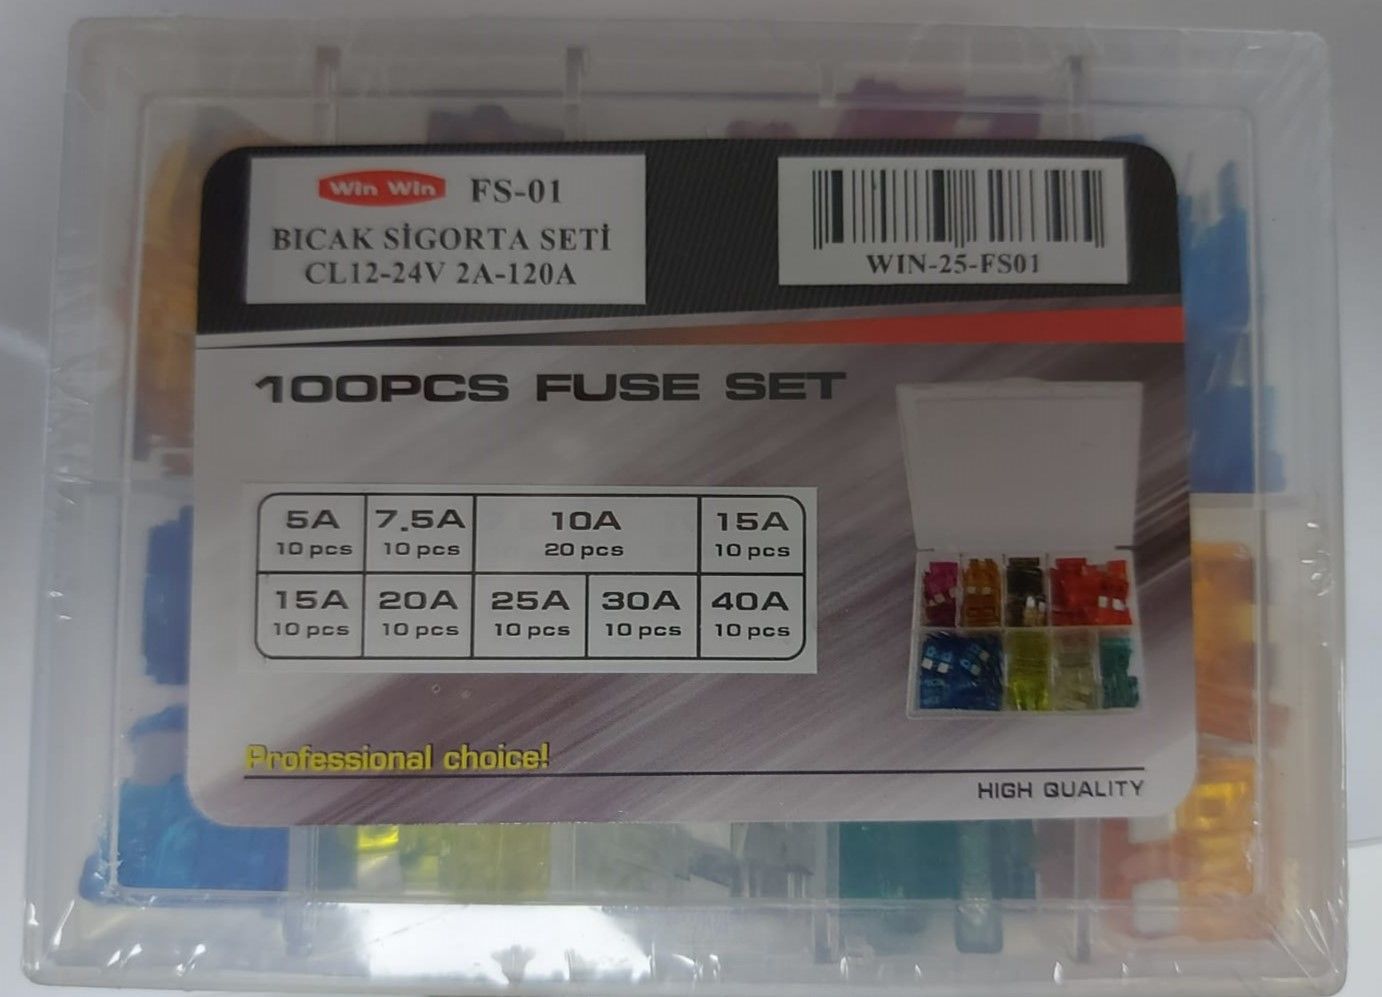 Win Win FS-01
BIÇAK SİGORTA SETİ
CL12-24V 2A-120A
WIN-25-FS01
100PCS FUSE SET
5A 7.5A 10A 15A
10 pcs 10 pcs 20 pcs 10 pcs
15A 20A 25A 30A 40A
10 pcs 10 pcs 10 pcs 10 pcs 10 pcs
Professional choice!
HIGH QUALITY